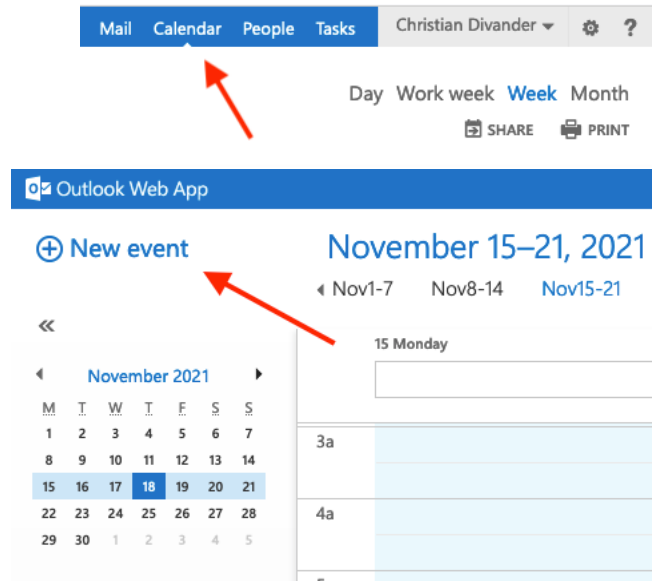 Mail Calendar People Tasks Christian Divander ?
Day Work week Week Month
SHARE PRINT
Outlook Web App
New event
November 15–21, 2021
Nov1-7 Nov8-14 Nov15-21
15 Monday
November 2021
M T W T F S S
1 2 3 4 5 6 7
8 9 10 11 12 13 14
15 16 17 18 19 20 21
22 23 24 25 26 27 28
29 30 1 2 3 4 5
3a
4a